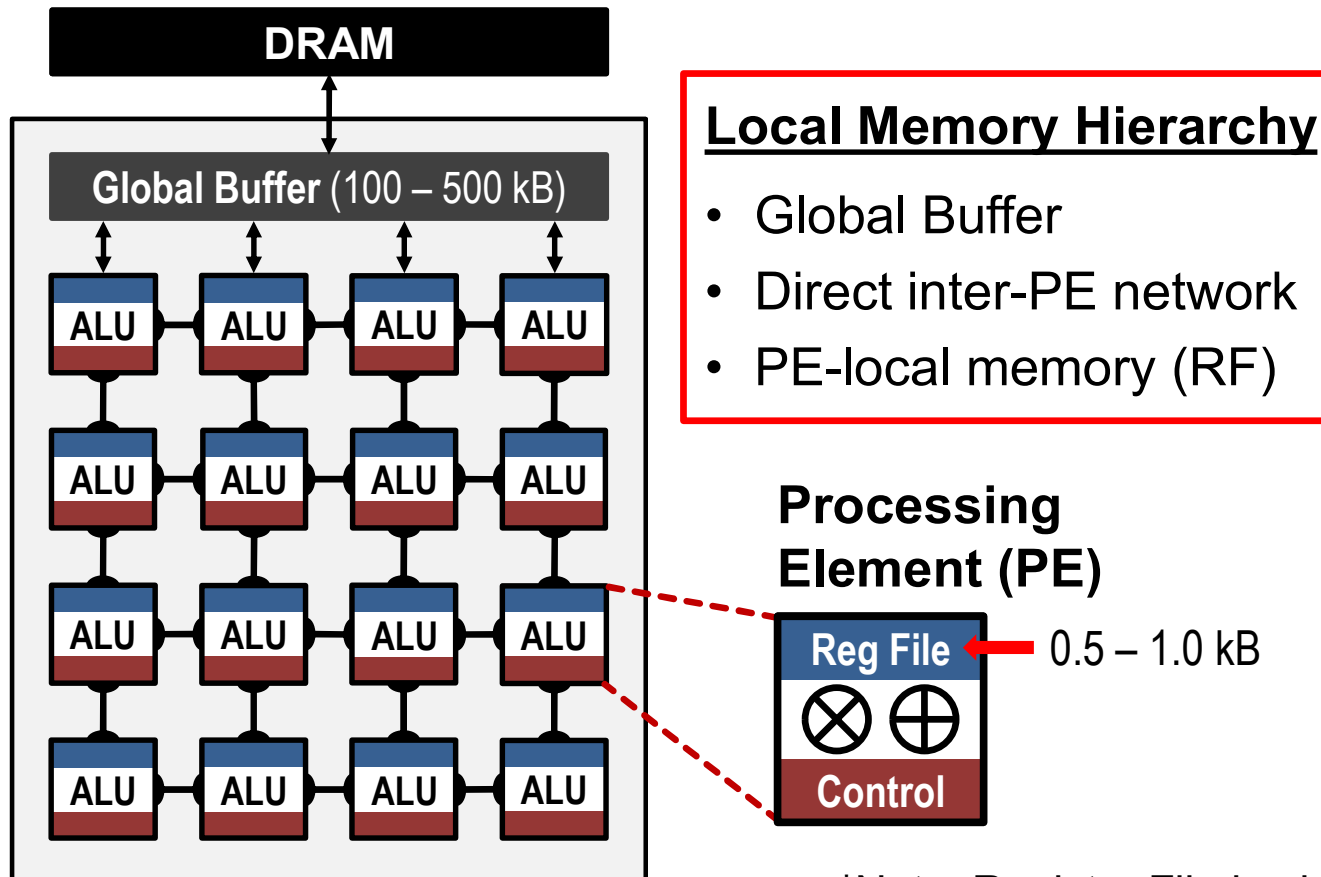 DRAM
Global Buffer (100 – 500 kB)
ALU ALU ALU ALU
ALU ALU ALU ALU
ALU ALU ALU ALU
ALU ALU ALU ALU
Local Memory Hierarchy
• Global Buffer
• Direct inter-PE network
• PE-local memory (RF)
Processing
Element (PE)
Reg File
0.5 – 1.0 kB
Control